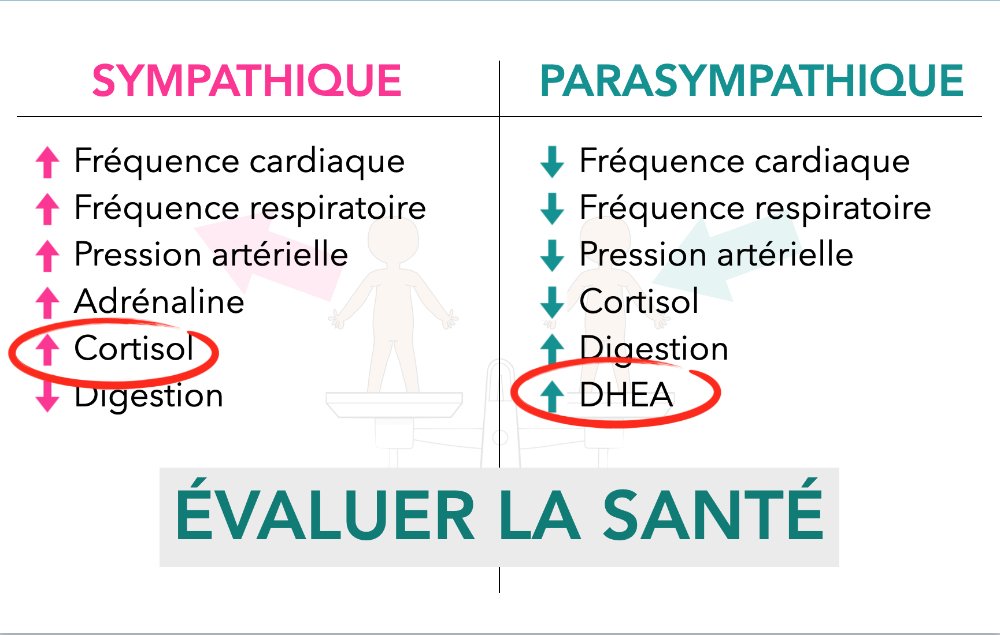 SYMPATHIQUE
Fréquence cardiaque
Fréquence respiratoire
Pression artérielle
Adrénaline
Cortisol
Digestion
PARASYMPATHIQUE
Fréquence cardiaque
Fréquence respiratoire
Pression artérielle
Cortisol
Digestion
DHEA
ÉVALUER LA SANTÉ